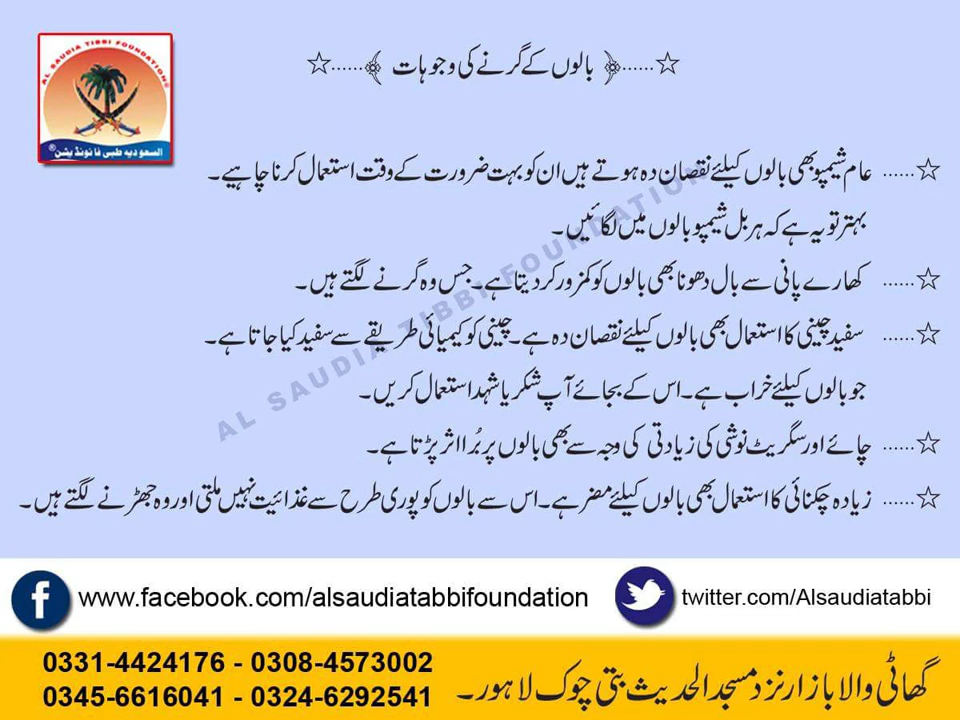 AL SAUDIA TIBBI FOUNDATION®
السعودیہ طبی فاؤنڈیشن®
☆......﴿ بالوں کے گرنے کی وجوہات ﴾......☆
☆...... عام شیمپو بھی بالوں کیلئے نقصان دہ ہوتے ہیں ان کو بہت ضرورت کے وقت استعمال کرنا چاہیے۔
بہتر تو یہ ہے کہ ہربل شیمپو بالوں میں لگائیں۔
☆...... کھارے پانی سے بال دھونا بھی بالوں کو کمزور کر دیتا ہے۔ جس وہ گرنے لگتے ہیں۔
☆...... سفید چینی کا استعمال بھی بالوں کیلئے نقصان دہ ہے۔ چینی کو کیمیائی طریقے سے سفید کیا جاتا ہے۔
جو بالوں کیلئے خراب ہے۔ اس کے بجائے آپ شکر یا شہد استعمال کریں۔
☆...... چائے اور سگریٹ نوشی کی زیادتی کی وجہ سے بھی بالوں پر بُرا اثر پڑتا ہے۔
☆...... زیادہ چکنائی کا استعمال بھی بالوں کیلئے مضر ہے۔ اس سے بالوں کو پوری طرح سے غذائیت نہیں ملتی اور وہ جھڑنے لگتے ہیں۔
AL SAUDIA TIBBI FOUNDATION
www.facebook.com/alsaudiatabbifoundation
twitter.com/Alsaudiatabbi
0331-4424176 - 0308-4573002
0345-6616041 - 0324-6292541
گھاٹی والا بازار نزد مسجد الحدیث بتی چوک لاہور۔